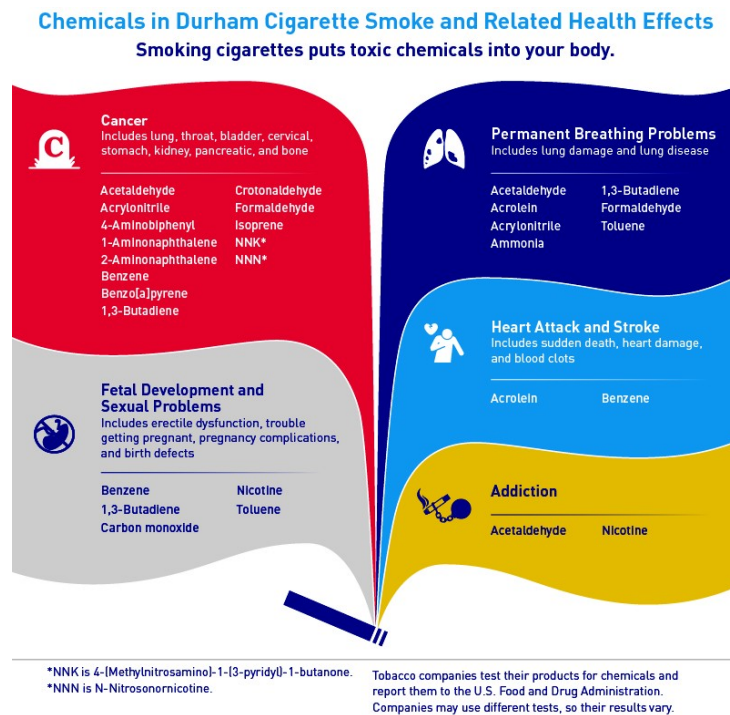 Chemicals in Durham Cigarette Smoke and Related Health Effects
Smoking cigarettes puts toxic chemicals into your body.
C
Cancer
Includes lung, throat, bladder, cervical,
stomach, kidney, pancreatic, and bone
Acetaldehyde
Acrylonitrile
4-Aminobiphenyl
1-Aminonaphthalene
2-Aminonaphthalene
Benzene
Benzo[a]pyrene
1,3-Butadiene
Crotonaldehyde
Formaldehyde
Isoprene
NNK*
NNN*
Fetal Development and
Sexual Problems
Includes erectile dysfunction, trouble
getting pregnant, pregnancy complications,
and birth defects
Benzene
1,3-Butadiene
Carbon monoxide
Nicotine
Toluene
Permanent Breathing Problems
Includes lung damage and lung disease
Acetaldehyde
Acrolein
Acrylonitrile
Ammonia
1,3-Butadiene
Formaldehyde
Toluene
Heart Attack and Stroke
Includes sudden death, heart damage,
and blood clots
Acrolein
Benzene
Addiction
Acetaldehyde
Nicotine
*NNK is 4-(Methylnitrosamino)-1-(3-pyridyl)-1-butanone.
*NNN is N-Nitrosonornicotine.
Tobacco companies test their products for chemicals and
report them to the U.S. Food and Drug Administration.
Companies may use different tests, so their results vary.